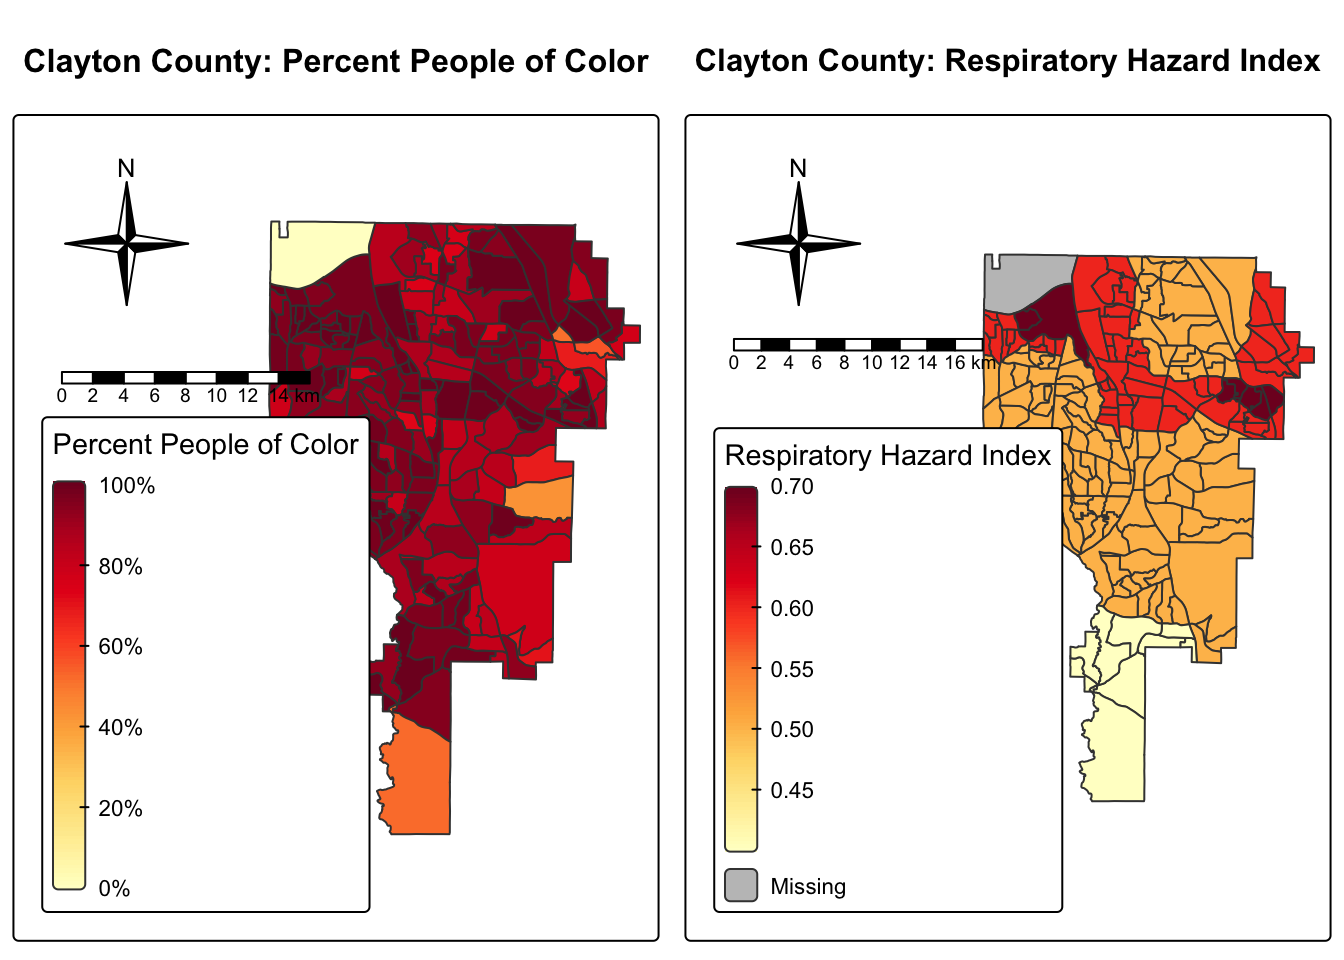 Clayton County: Percent People of Color
N
0 2 4 6 8 10 12 14 km
Percent People of Color
100%
80%
60%
40%
20%
0%
Clayton County: Respiratory Hazard Index
N
0 2 4 6 8 10 12 14 16 km
Respiratory Hazard Index
0.70
0.65
0.60
0.55
0.50
0.45
Missing